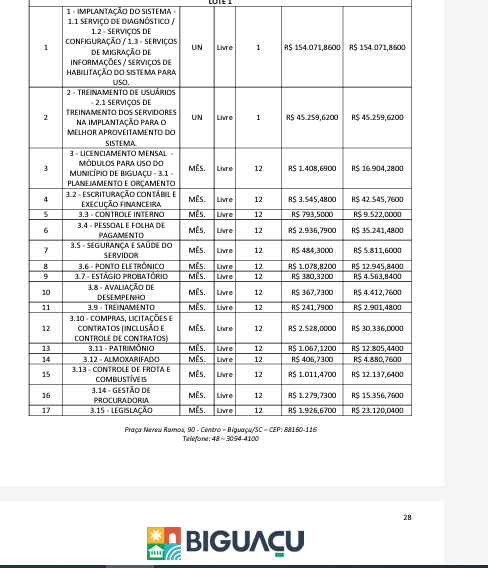 LOTE 1
1 1 - IMPLANTAÇÃO DO SISTEMA - 1.1 SERVIÇO DE DIAGNÓSTICO / 1.2 - SERVIÇOS DE CONFIGURAÇÃO / 1.3 - SERVIÇOS DE MIGRAÇÃO DE INFORMAÇÕES / SERVIÇOS DE HABILITAÇÃO DO SISTEMA PARA USO. UN Livre 1 R$ 154.071,8600 R$ 154.071,8600
2 2 - TREINAMENTO DE USUÁRIOS - 2.1 SERVIÇOS DE TREINAMENTO DOS SERVIDORES NA IMPLANTAÇÃO PARA O MELHOR APROVEITAMENTO DO SISTEMA. UN Livre 1 R$ 45.259,6200 R$ 45.259,6200
3 3 - LICENCIAMENTO MENSAL - MÓDULOS PARA USO DO MUNICÍPIO DE BIGUAÇU - 3.1 - PLANEJAMENTO E ORÇAMENTO MÊS. Livre 12 R$ 1.408,6900 R$ 16.904,2800
4 3.2 - ESCRITURAÇÃO CONTÁBIL E EXECUÇÃO FINANCEIRA MÊS. Livre 12 R$ 3.545,4800 R$ 42.545,7600
5 3.3 - CONTROLE INTERNO MÊS. Livre 12 R$ 793,5000 R$ 9.522,0000
6 3.4 - PESSOAL E FOLHA DE PAGAMENTO MÊS. Livre 12 R$ 2.936,7900 R$ 35.241,4800
7 3.5 - SEGURANÇA E SAÚDE DO SERVIDOR MÊS. Livre 12 R$ 484,3000 R$ 5.811,6000
8 3.6 - PONTO ELETRÔNICO MÊS. Livre 12 R$ 1.078,8200 R$ 12.945,8400
9 3.7 - ESTÁGIO PROBATÓRIO MÊS. Livre 12 R$ 380,3200 R$ 4.563,8400
10 3.8 - AVALIAÇÃO DE DESEMPENHO MÊS. Livre 12 R$ 367,7300 R$ 4.412,7600
11 3.9 - TREINAMENTO MÊS. Livre 12 R$ 241,7900 R$ 2.901,4800
12 3.10 - COMPRAS, LICITAÇÕES E CONTRATOS (INCLUSÃO E CONTROLE DE CONTRATOS) MÊS. Livre 12 R$ 2.528,0000 R$ 30.336,0000
13 3.11 - PATRIMÔNIO MÊS. Livre 12 R$ 1.067,1200 R$ 12.805,4400
14 3.12 - ALMOXARIFADO MÊS. Livre 12 R$ 406,7300 R$ 4.880,7600
15 3.13 - CONTROLE DE FROTA E COMBUSTÍVEIS MÊS. Livre 12 R$ 1.011,4700 R$ 12.137,6400
16 3.14 - GESTÃO DE PROCURADORIA MÊS. Livre 12 R$ 1.279,7300 R$ 15.356,7600
17 3.15 - LEGISLAÇÃO MÊS. Livre 12 R$ 1.926,6700 R$ 23.120,0400
Praça Nereu Ramos, 90 - Centro – Biguaçu/SC – CEP: 88160-116
Telefone: 48 – 3094-4100
28
BIGUAÇU